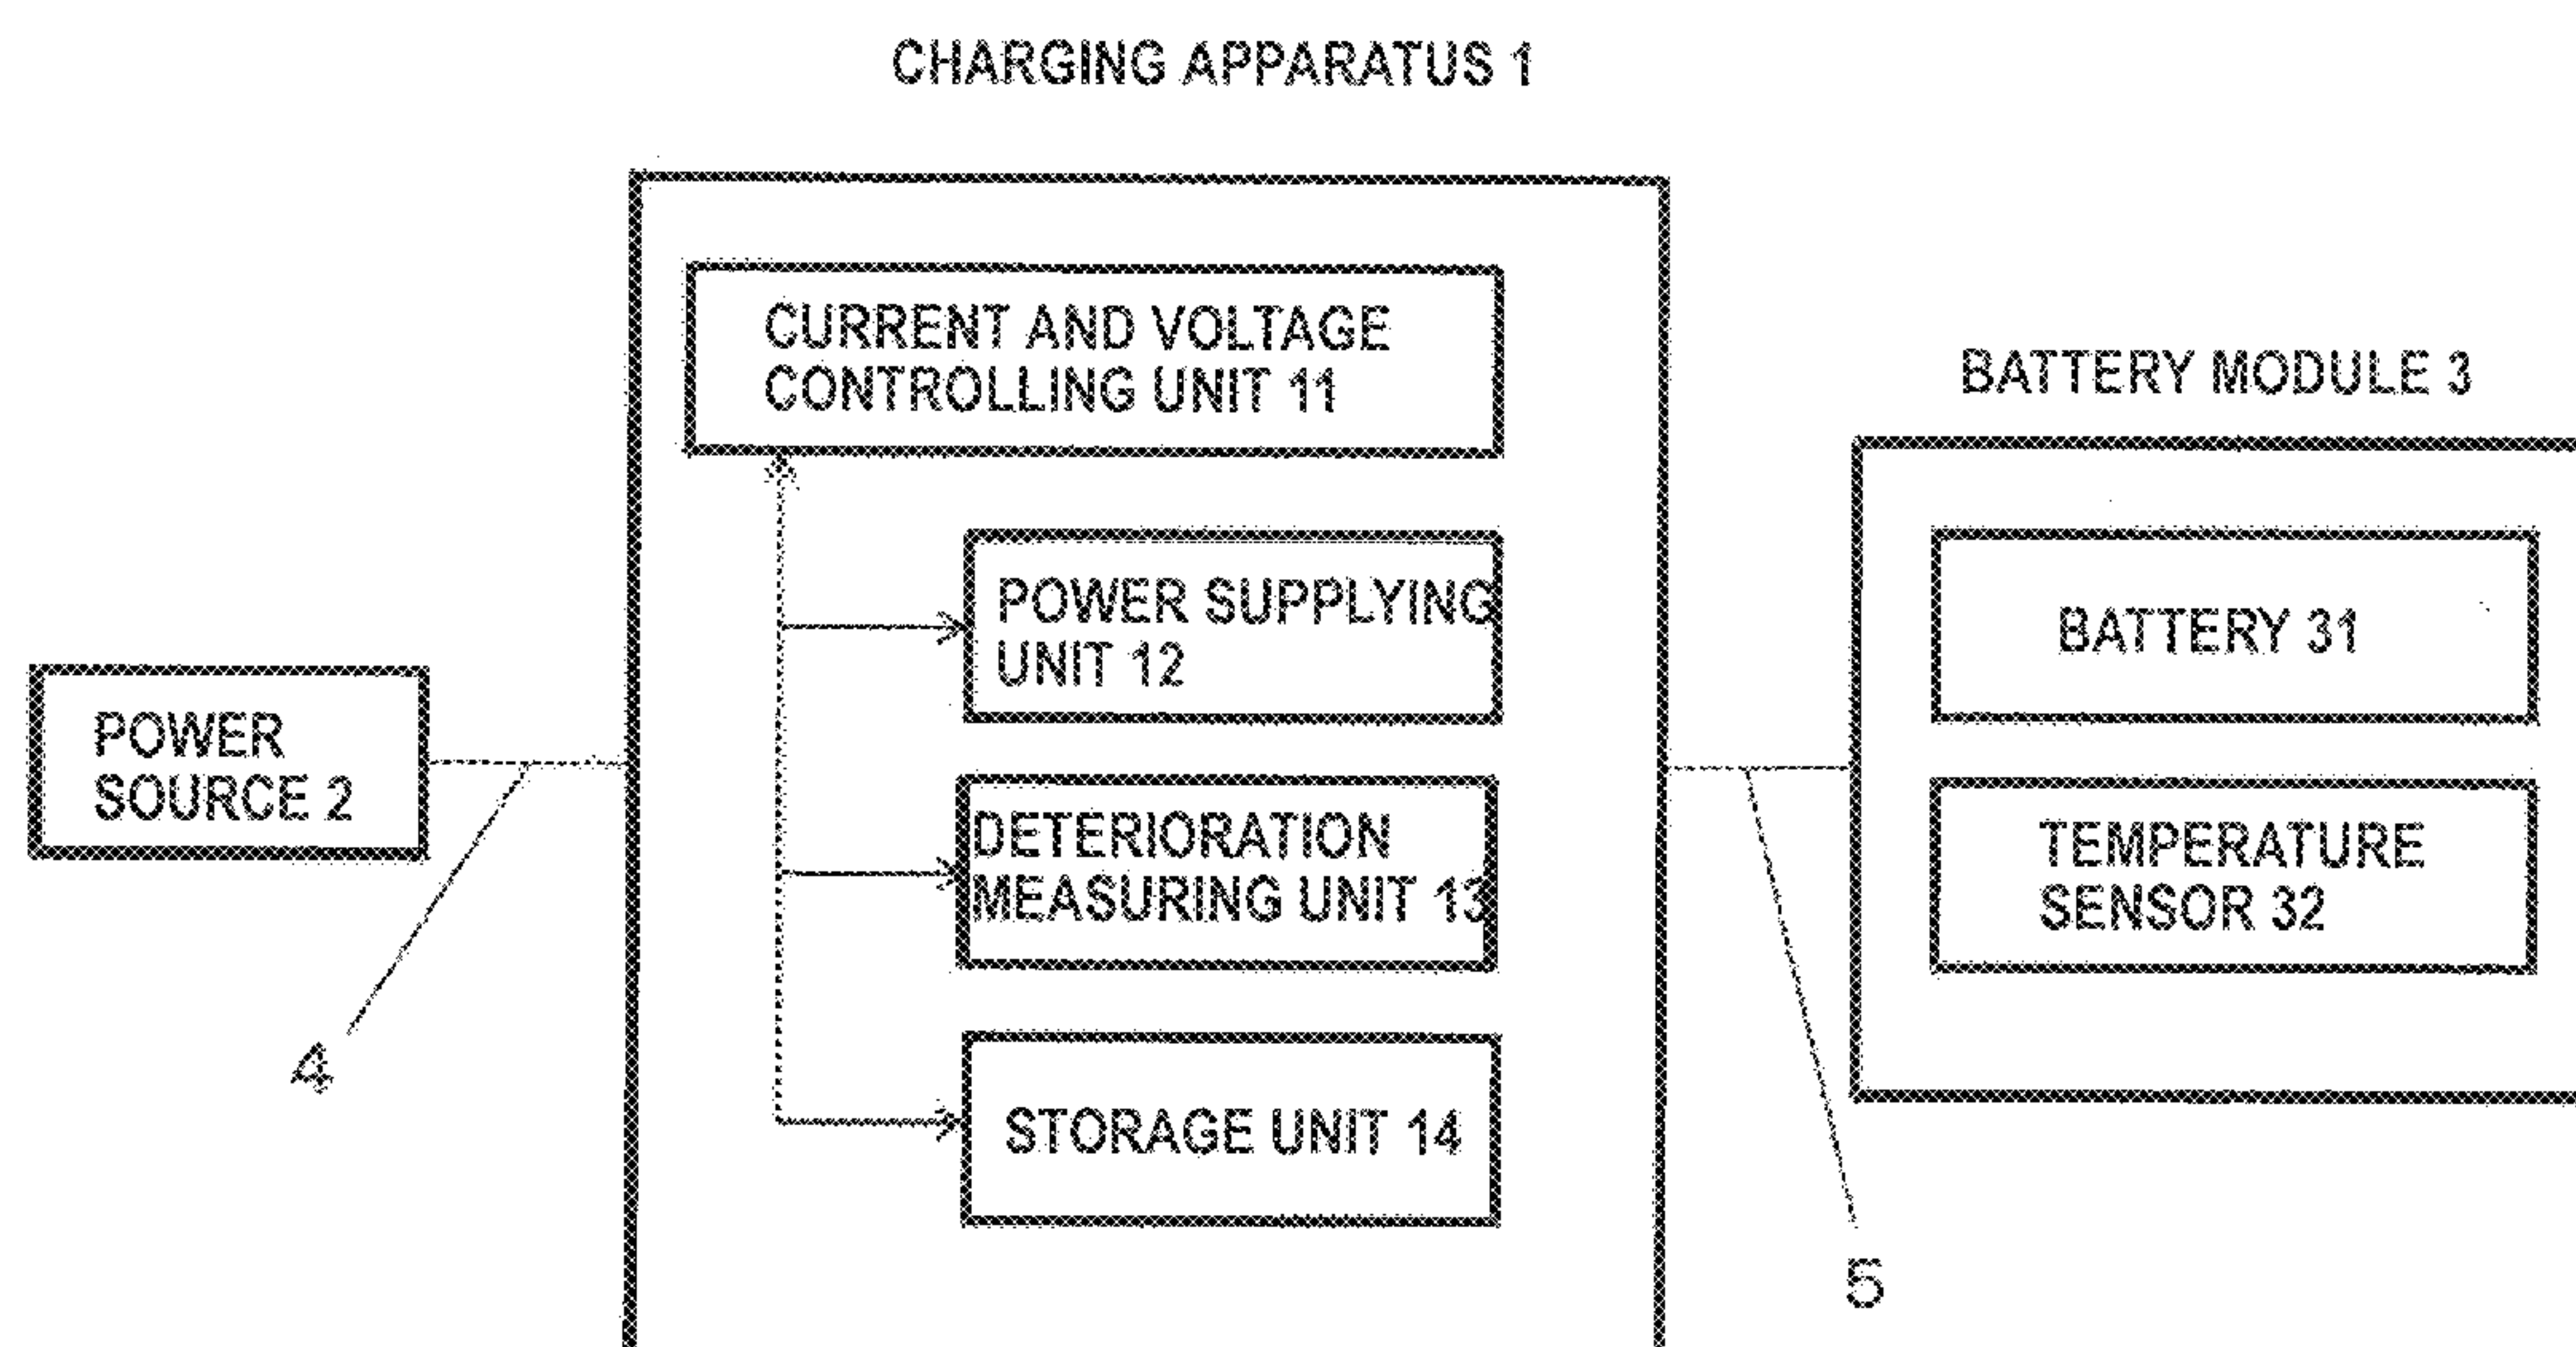 CHARGING APPARATUS 1
CURRENT AND VOLTAGE
CONTROLLING UNIT 11
BATTERY MODULE 3
POWER SUPPLYING
UNIT 12
BATTERY 31
POWER
SOURCE 2
DETERIORATION
MEASURING UNIT 13
TEMPERATURE
SENSOR 32
4
STORAGE UNIT 14
5